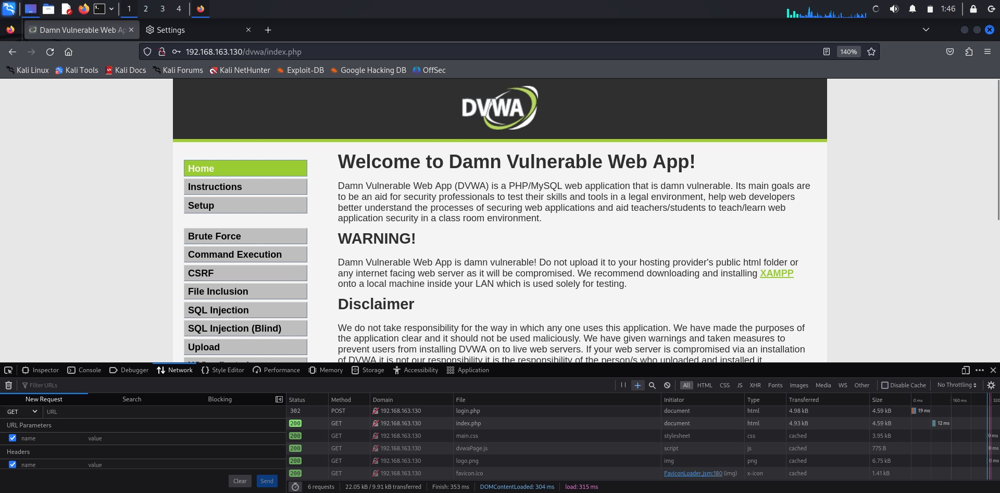 1 2 3 4 1:46
Damn Vulnerable Web Ap Settings
192.168.163.130/dvwa/index.php 140%
Kali Linux Kali Tools Kali Docs Kali Forums Kali NetHunter Exploit-DB Google Hacking DB OffSec
DVWA
Home
Instructions
Setup
Brute Force
Command Execution
CSRF
File Inclusion
SQL Injection
SQL Injection (Blind)
Upload
Welcome to Damn Vulnerable Web App!
Damn Vulnerable Web App (DVWA) is a PHP/MySQL web application that is damn vulnerable. Its main goals are
to be an aid for security professionals to test their skills and tools in a legal environment, help web developers
better understand the processes of securing web applications and aid teachers/students to teach/learn web
application security in a class room environment.
WARNING!
Damn Vulnerable Web App is damn vulnerable! Do not upload it to your hosting provider's public html folder or
any internet facing web server as it will be compromised. We recommend downloading and installing XAMPP
onto a local machine inside your LAN which is used solely for testing.
Disclaimer
We do not take responsibility for the way in which any one uses this application. We have made the purposes of
the application clear and it should not be used maliciously. We have given warnings and taken measures to
prevent users from installing DVWA on to live web servers. If your web server is compromised via an installation
of DVWA it is not our responsibility it is the responsibility of the person/s who uploaded and installed it
Inspector Console Debugger Network Style Editor Performance Memory Storage Accessibility Application
Filter URLs All HTML CSS JS XHR Fonts Images Media WS Other Disable Cache No Throttling
New Request Search Blocking
GET URL
URL Parameters
name value
Headers
name value
Clear Send
Status Method Domain File Initiator Type Transferred Size 0 ms 160 ms 320
302 POST 192.168.163.130 login.php document html 4.98 kB 4.59 kB 19 ms
200 GET 192.168.163.130 index.php document html 4.93 kB 4.59 kB 12 ms
200 GET 192.168.163.130 main.css stylesheet css cached 3.95 kB 0 ms
200 GET 192.168.163.130 dvwaPage.js script js cached 775 B 0 ms
200 GET 192.168.163.130 logo.png img png cached 6.75 kB 0 ms
200 GET 192.168.163.130 favicon.ico FaviconLoader.jsm:180 (img) x-icon cached 1.41 kB
6 requests 22.05 kB / 9.91 kB transferred Finish: 353 ms DOMContentLoaded: 304 ms load: 315 ms